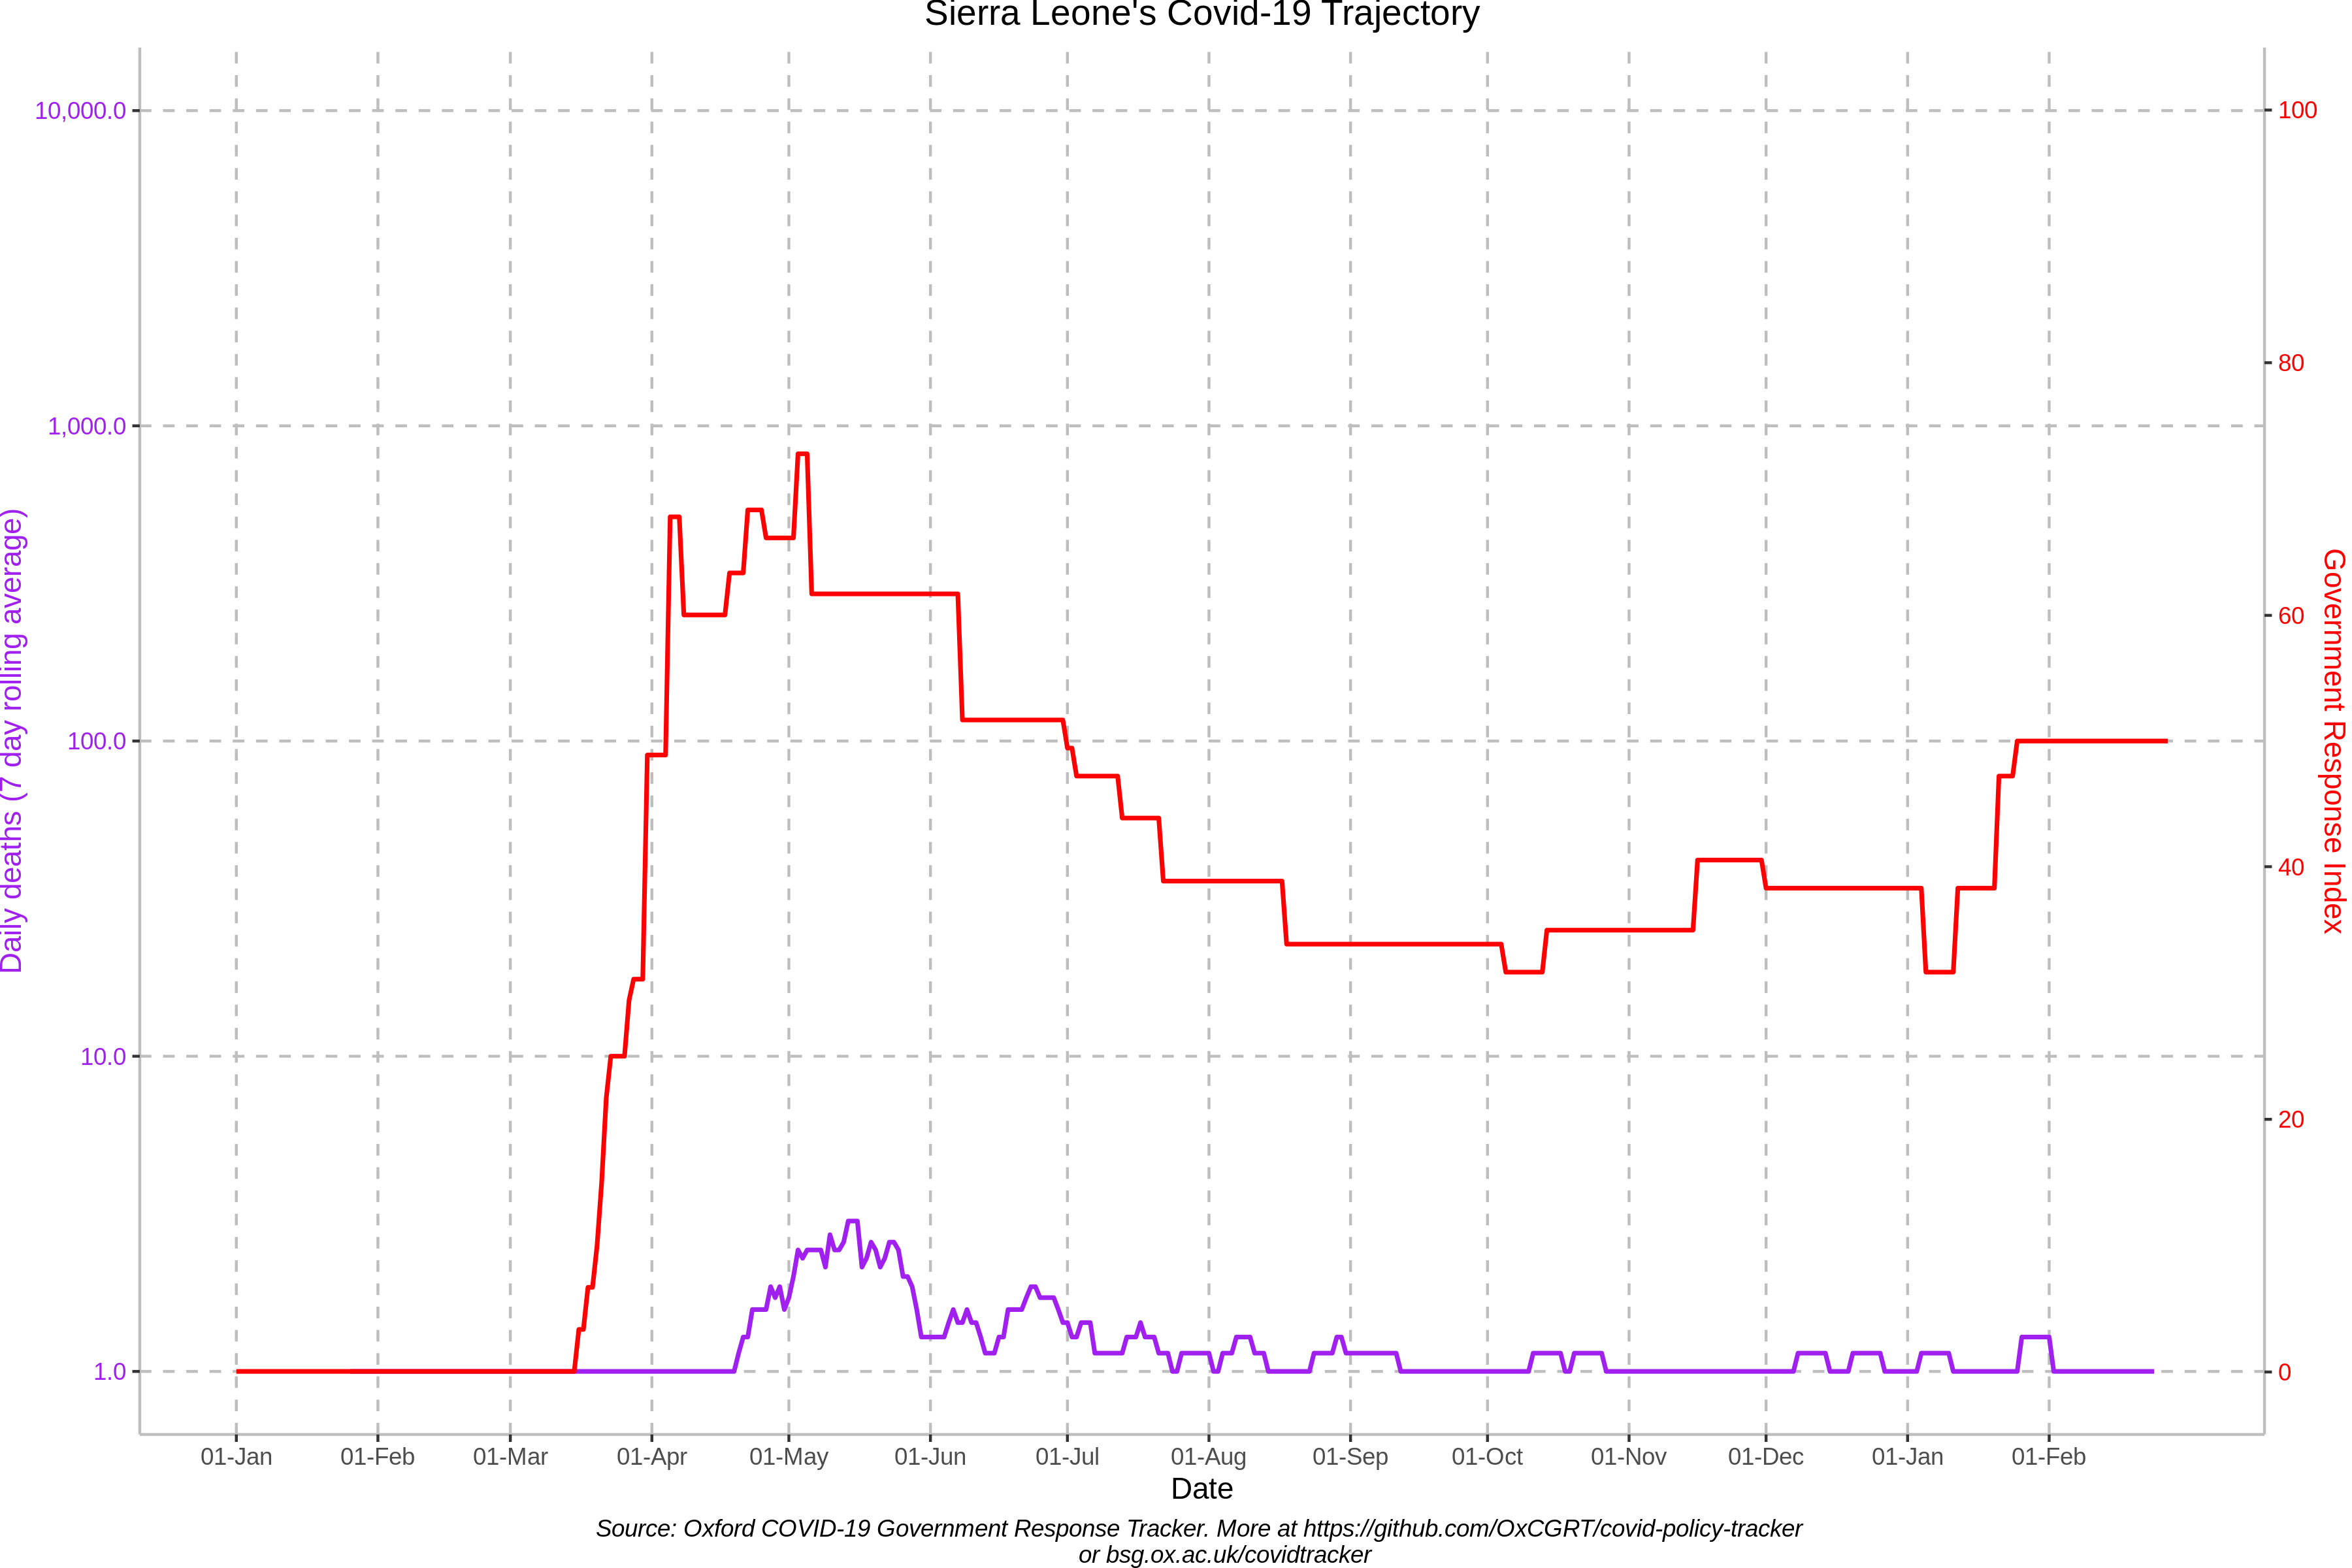 Sierra Leone's Covid-19 Trajectory
10,000.0
1,000.0
100.0
10.0
1.0
Daily deaths (7 day rolling average)
100
80
60
40
20
0
Government Response Index
01-Jan 01-Feb 01-Mar 01-Apr 01-May 01-Jun 01-Jul 01-Aug 01-Sep 01-Oct 01-Nov 01-Dec 01-Jan 01-Feb
Date
Source: Oxford COVID-19 Government Response Tracker. More at https://github.com/OxCGRT/covid-policy-tracker
or bsg.ox.ac.uk/covidtracker